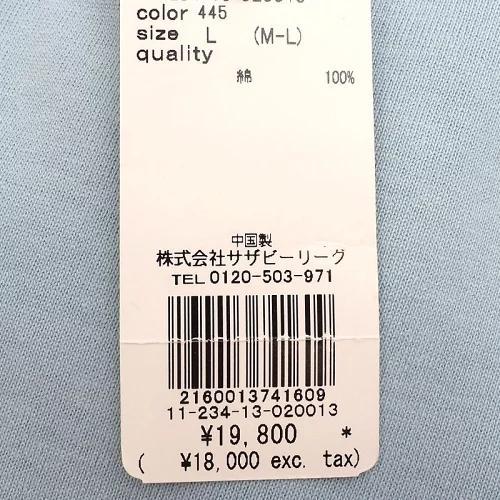 color 445
size L (M-L)
quality
綿 100%
中国製
株式会社サザビーリーグ
TEL 0120-503-971
2160013741609
11-234-13-020013
¥19,800 *
( ¥18,000 exc. tax)